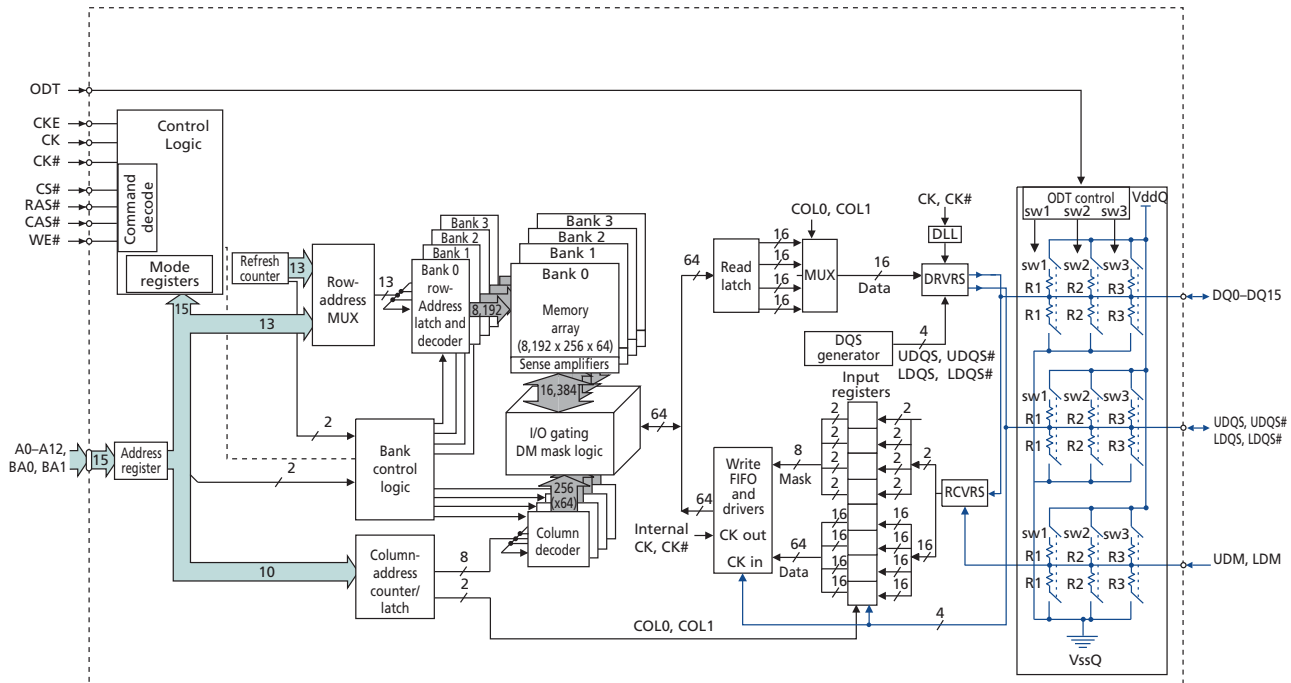 ODT
CKE
CK
CK#
CS#
RAS#
CAS#
WE#
Control
Logic
Command
decode
Mode
registers
15
Refresh
counter
13
13
Row-
address
MUX
13
Bank 3
Bank 2
Bank 1
Bank 0
row-
Address
latch and
decoder
8,192
Bank 3
Bank 2
Bank 1
Bank 0
Memory
array
(8,192 x 256 x 64)
Sense amplifiers
16,384
I/O gating
DM mask logic
256
(x64)
Column
decoder
A0–A12,
BA0, BA1
15
Address
register
2
2
Bank
control
logic
10
Column-
address
counter/
latch
8
2
COL0, COL1
64
64
Read
latch
16
16
16
16
COL0, COL1
MUX
16
Data
CK, CK#
DLL
DRVRS
DQS
generator
4
UDQS, UDQS#
LDQS, LDQS#
Input
registers
2
2
2
2
2
2
2
2
2
8
Mask
Write
FIFO
and
drivers
CK out
CK in
64
Internal
CK, CK#
64
Data
16
16
16
16
16
16
16
16
16
RCVRS
4
ODT control
VddQ
sw1
sw2
sw3
sw1
sw2
sw3
R1
R2
R3
R1
R2
R3
sw1
sw2
sw3
R1
R2
R3
R1
R2
R3
sw1
sw2
sw3
R1
R2
R3
R1
R2
R3
VssQ
DQ0–DQ15
UDQS, UDQS#
LDQS, LDQS#
UDM, LDM